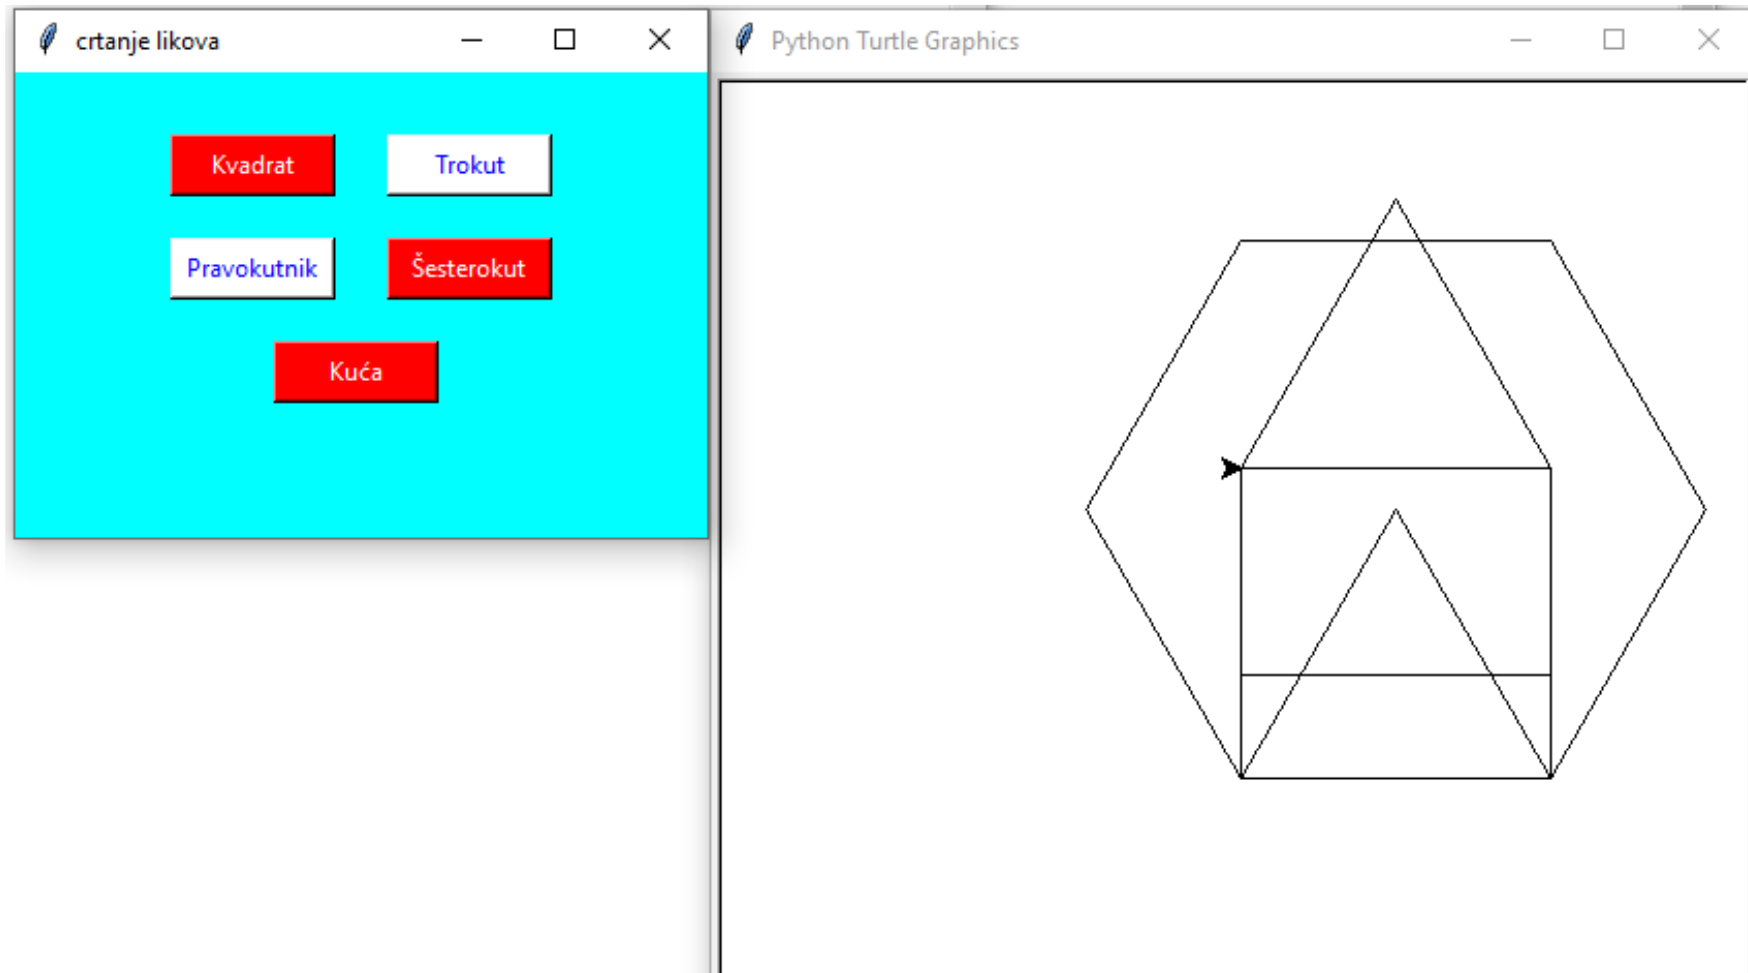 crtanje likova
Python Turtle Graphics
Kvadrat
Trokut
Pravokutnik
Šesterokut
Kuća